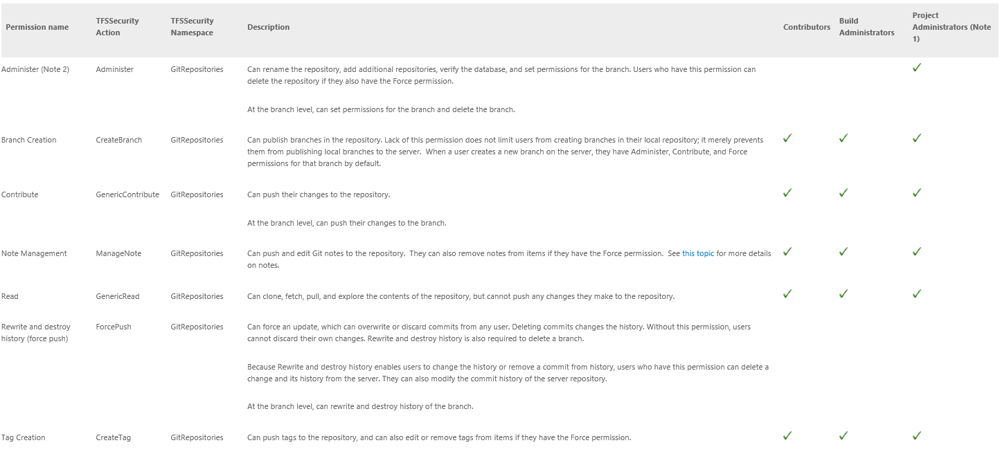 Permission name TFSSecurity Action TFSSecurity Namespace Description Contributors Build Administrators Project Administrators (Note 1)
Administer (Note 2) Administer GitRepositories Can rename the repository, add additional repositories, verify the database, and set permissions for the branch. Users who have this permission can
delete the repository if they also have the Force permission.
At the branch level, can set permissions for the branch and delete the branch.
Branch Creation CreateBranch GitRepositories Can publish branches in the repository. Lack of this permission does not limit users from creating branches in their local repository; it merely prevents
them from publishing local branches to the server. When a user creates a new branch on the server, they have Administer, Contribute, and Force
permissions for that branch by default.
Contribute GenericContribute GitRepositories Can push their changes to the repository.
At the branch level, can push their changes to the branch.
Note Management ManageNote GitRepositories Can push and edit Git notes to the repository. They can also remove notes from items if they have the Force permission. See this topic for more details
on notes.
Read GenericRead GitRepositories Can clone, fetch, pull, and explore the contents of the repository, but cannot push any changes they make to the repository.
Rewrite and destroy history (force push) ForcePush GitRepositories Can force an update, which can overwrite or discard commits from any user. Deleting commits changes the history. Without this permission, users
cannot discard their own changes. Rewrite and destroy history is also required to delete a branch.
Because Rewrite and destroy history enables users to change the history or remove a commit from history, users who have this permission can delete a
change and its history from the server. They can also modify the commit history of the server repository.
At the branch level, can rewrite and destroy history of the branch.
Tag Creation CreateTag GitRepositories Can push tags to the repository, and can also edit or remove tags from items if they have the Force permission.